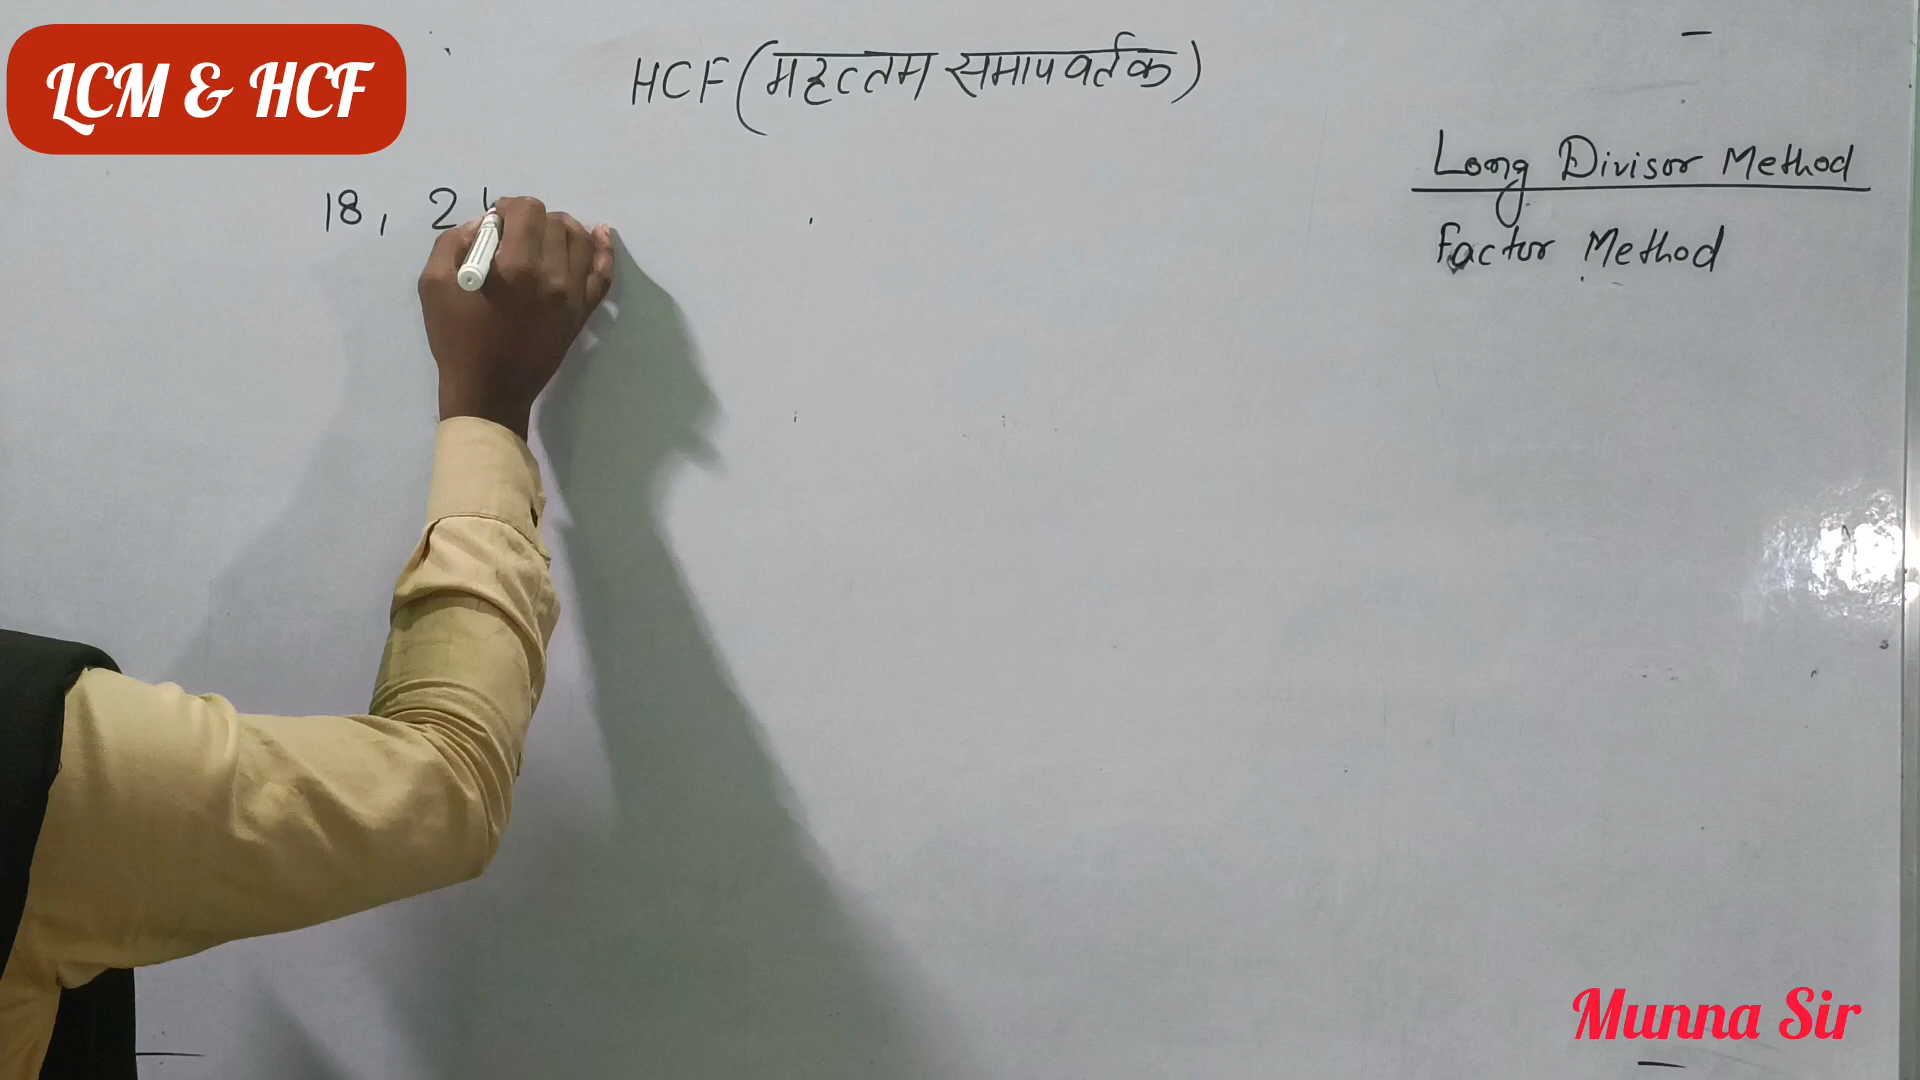 LCM & HCF
HCF (महत्तम समापवर्तक)
Long Divisor Method
Factor Method
18, 2
Munna Sir